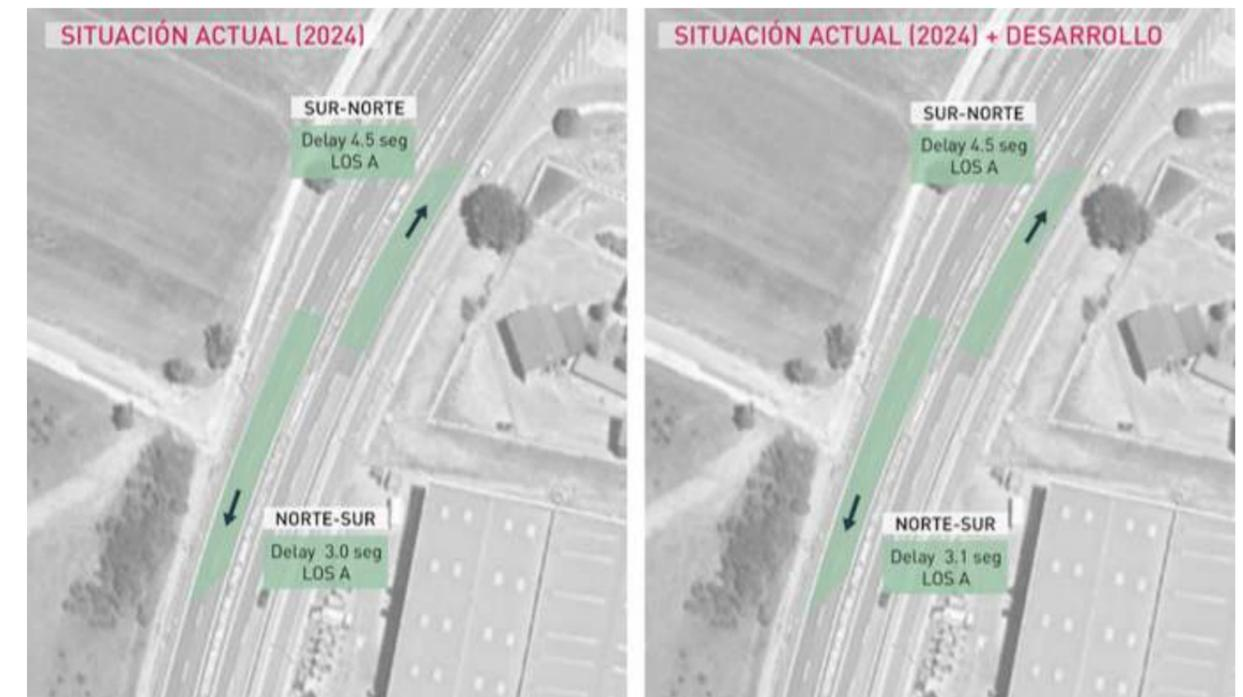 SITUACIÓN ACTUAL (2024)
SUR-NORTE
Delay 4.5 seg
LOS A
NORTE-SUR
Delay 3.0 seg
LOS A
SITUACIÓN ACTUAL (2024) + DESARROLLO
SUR-NORTE
Delay 4.5 seg
LOS A
NORTE-SUR
Delay 3.1 seg
LOS A